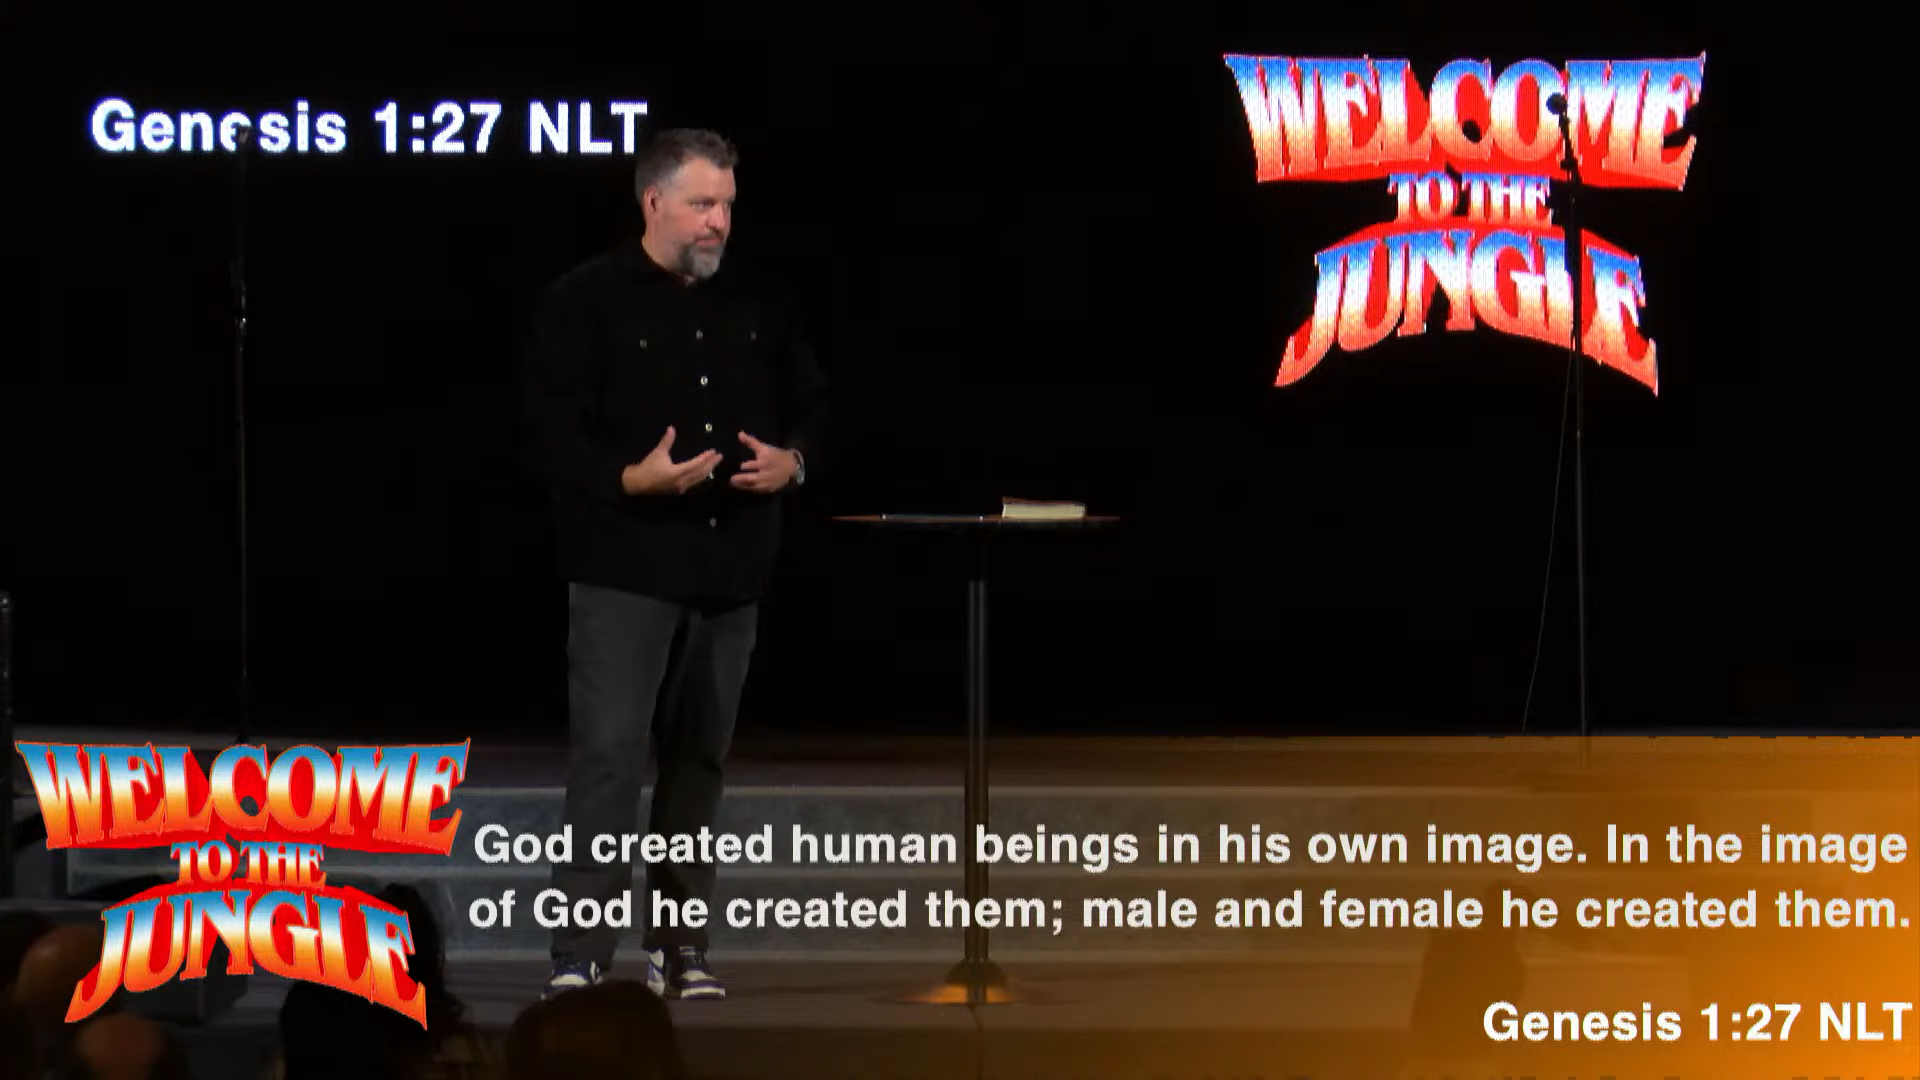 Genesis 1:27 NLT
WELCOME
TO THE
JUNGLE
WELCOME
TO THE
JUNGLE
God created human beings in his own image. In the image
of God he created them; male and female he created them.
Genesis 1:27 NLT